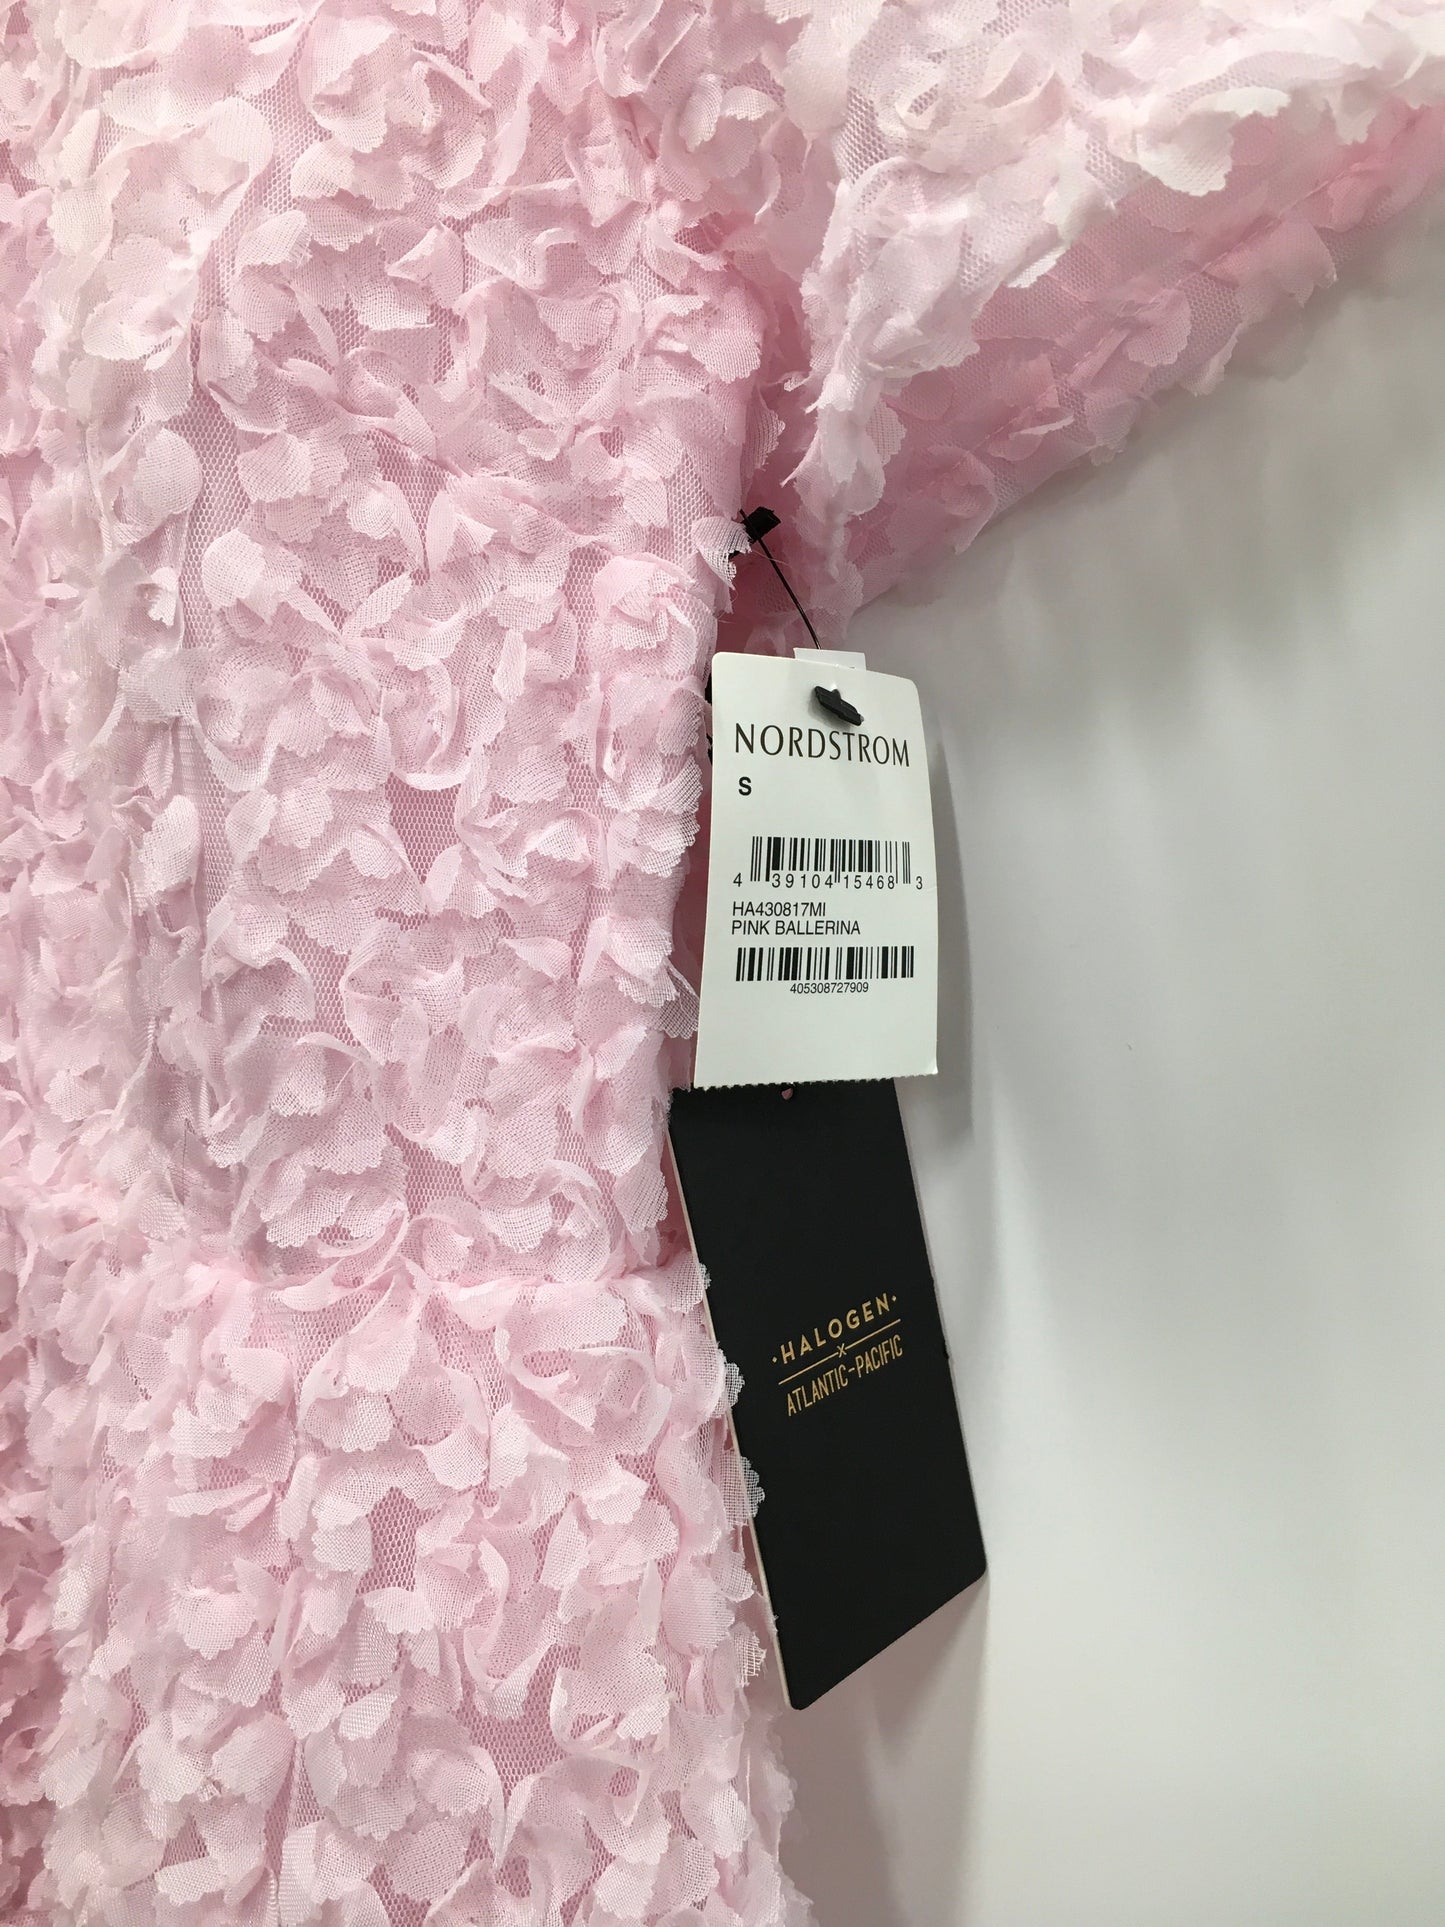 NORDSTROM
S
4 39104 15468 3
HA430817MI
PINK BALLERINA
405308727909
·HALOGEN·
X
ATLANTIC-PACIFIC